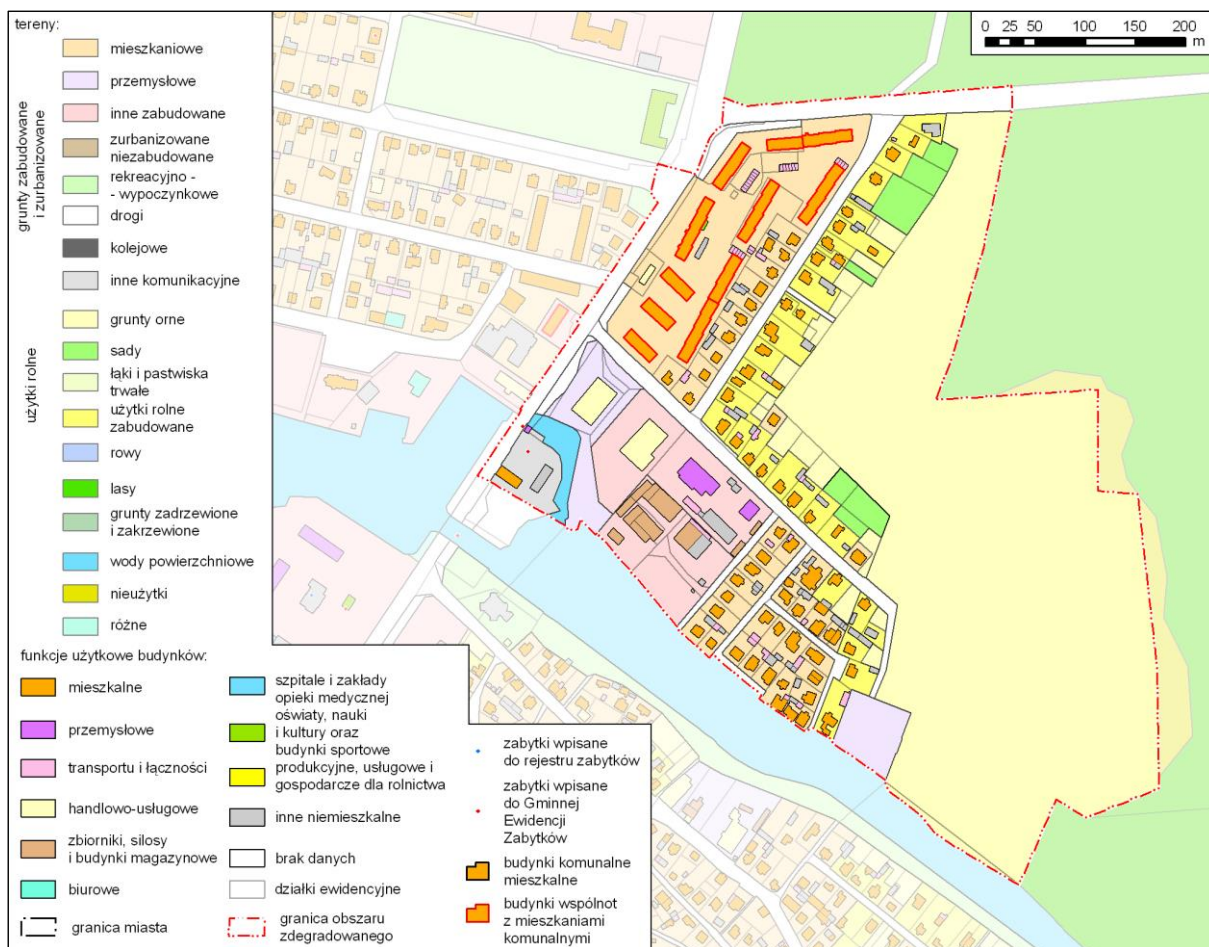 tereny:
mieszkaniowe
przemysłowe
inne zabudowane
zurbanizowane
niezabudowane
rekreacyjno -
- wypoczynkowe
drogi
kolejowe
inne komunikacyjne
grunty zabudowane
i zurbanizowane
grunty orne
sady
łąki i pastwiska
trwałe
użytki rolne
zabudowane
rowy
lasy
grunty zadrzewione
i zakrzewione
wody powierzchniowe
nieużytki
różne
użytki rolne
funkcje użytkowe budynków:
mieszkalne
przemysłowe
transportu i łączności
handlowo-usługowe
zbiorniki, silosy
i budynki magazynowe
biurowe
granica miasta
szpitale i zakłady
opieki medycznej
oświaty, nauki
i kultury oraz
budynki sportowe
produkcyjne, usługowe i
gospodarcze dla rolnictwa
inne niemieszkalne
brak danych
działki ewidencyjne
granica obszaru
zdegradowanego
zabytki wpisane
do rejestru zabytków
zabytki wpisane
do Gminnej
Ewidencji
Zabytków
budynki komunalne
mieszkalne
budynki wspólnot
z mieszkaniami
komunalnymi
0 25 50 100 150 200
m